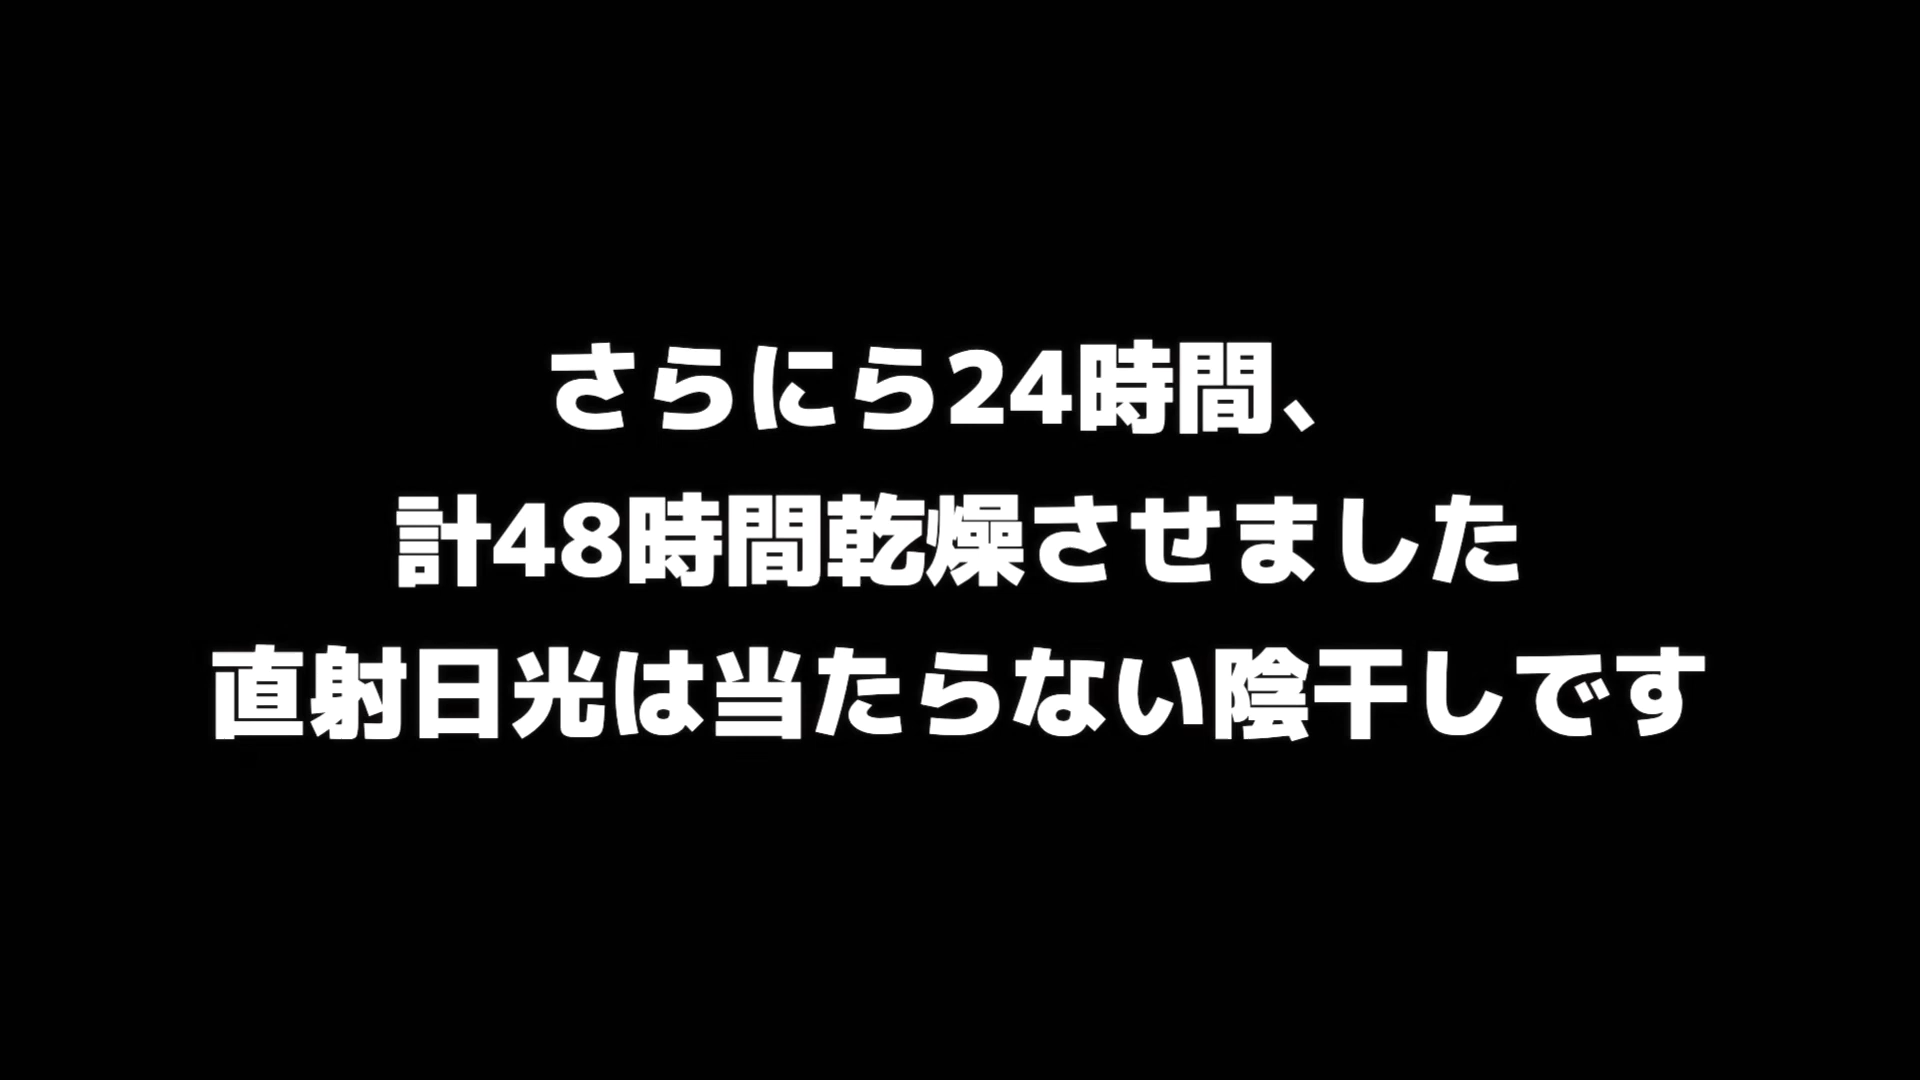 さらにら24時間、
計48時間乾燥させました
直射日光は当たらない陰干しです